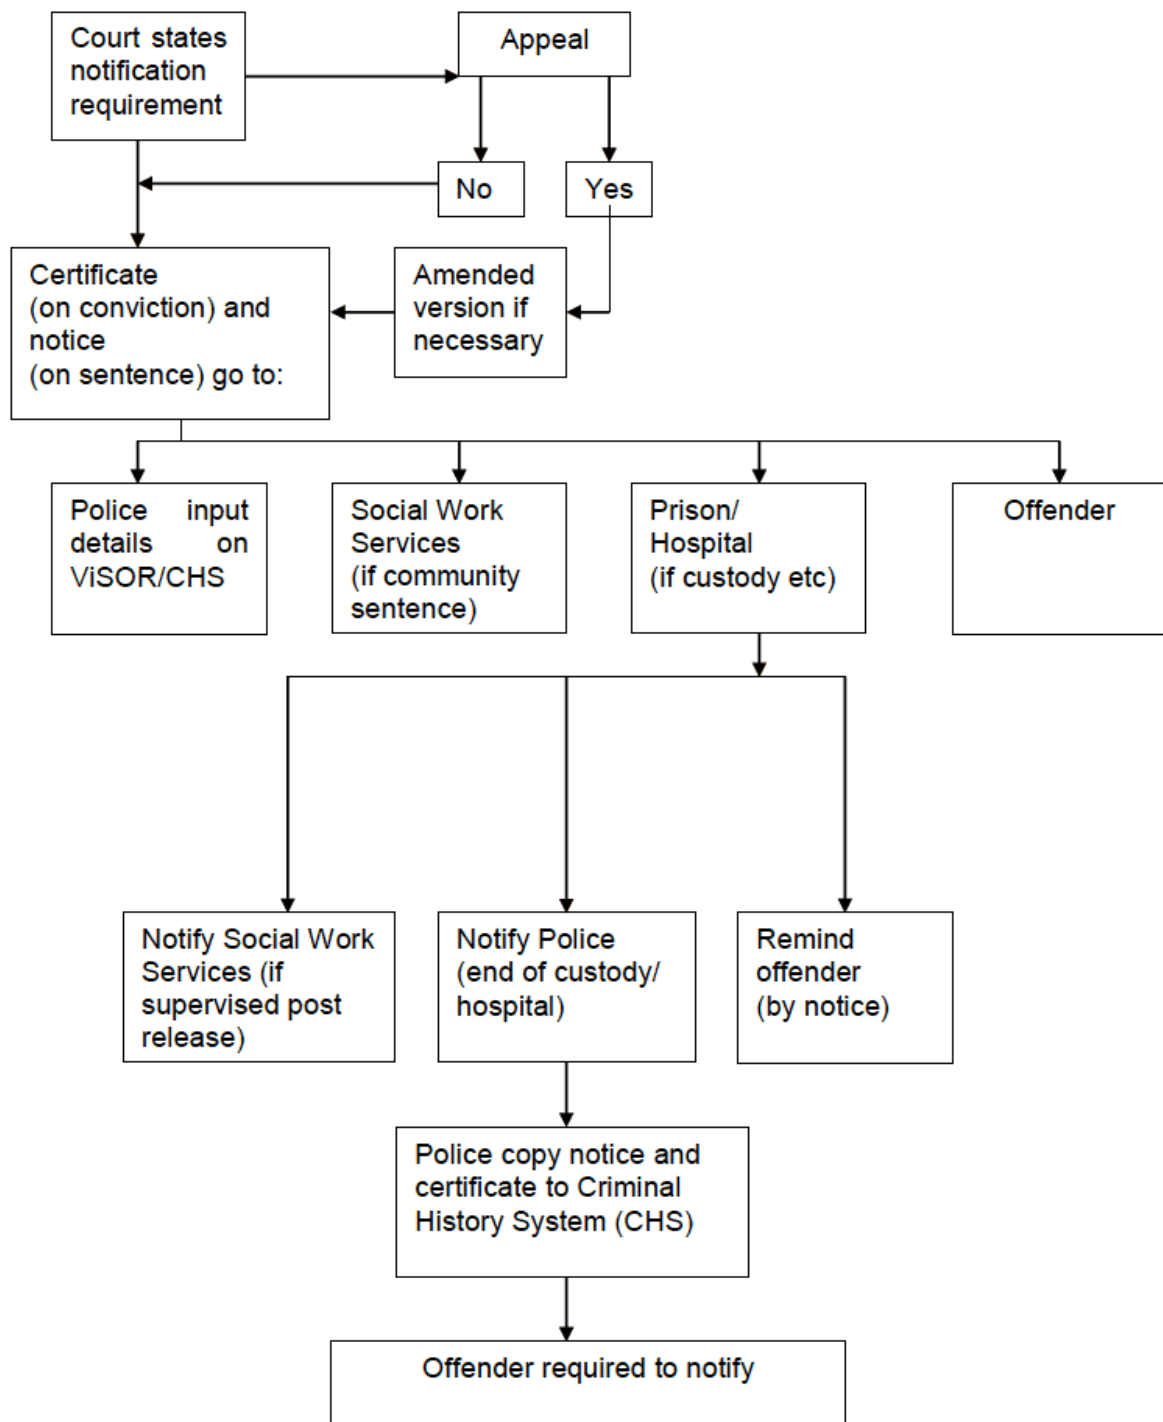 Court states
notification
requirement
Appeal
No
Yes
Certificate
(on conviction) and
notice
(on sentence) go to:
Amended
version if
necessary
Police input
details on
ViSOR/CHS
Social Work
Services
(if community
sentence)
Prison/
Hospital
(if custody etc)
Offender
Notify Social Work
Services (if
supervised post
release)
Notify Police
(end of custody/
hospital)
Remind
offender
(by notice)
Police copy notice and
certificate to Criminal
History System (CHS)
Offender required to notify